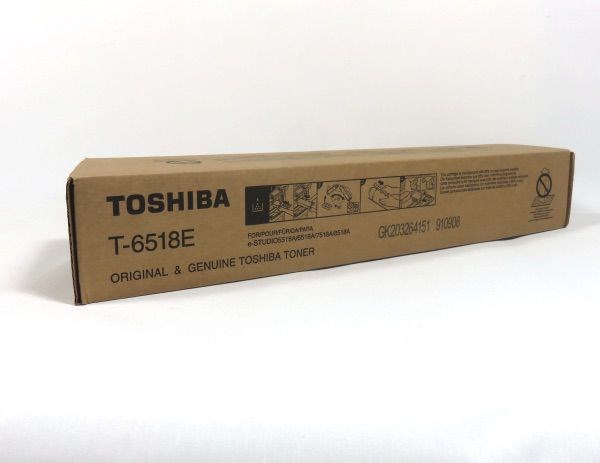 TOSHIBA
T-6518E
FOR/POUR/FÜR/DA/PARA
e-STUDIO5518A/6518A/7518A/8518A
ORIGINAL & GENUINE TOSHIBA TONER
GK203264151 910908